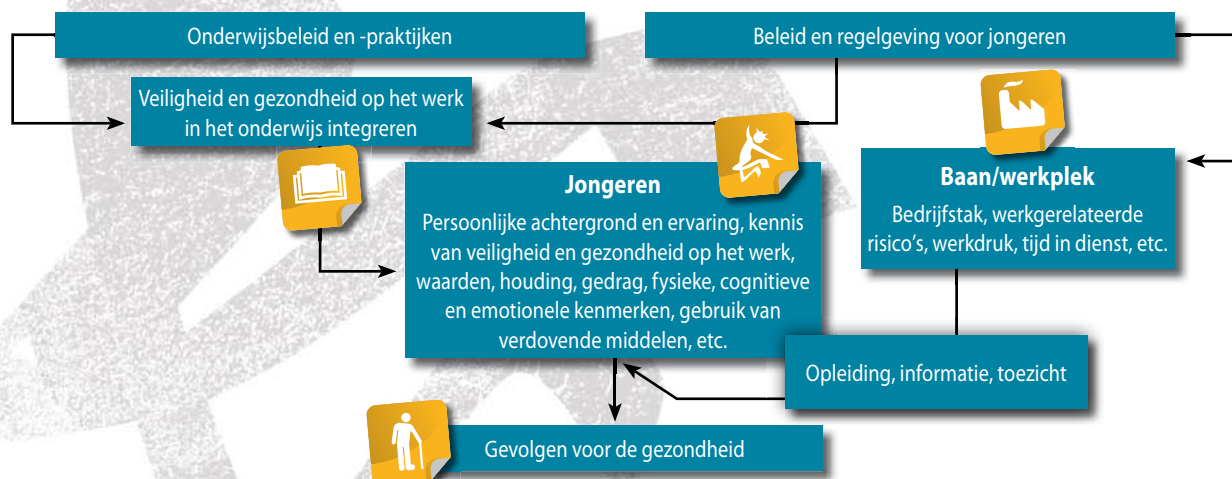 Onderwijsbeleid en -praktijken
Beleid en regelgeving voor jongeren
Veiligheid en gezondheid op het werk
in het onderwijs integreren
Jongeren
Persoonlijke achtergrond en ervaring, kennis
van veiligheid en gezondheid op het werk,
waarden, houding, gedrag, fysieke, cognitieve
en emotionele kenmerken, gebruik van
verdovende middelen, etc.
Baan/werkplek
Bedrijfstak, werkgerelateerde
risico’s, werkdruk, tijd in dienst, etc.
Opleiding, informatie, toezicht
Gevolgen voor de gezondheid